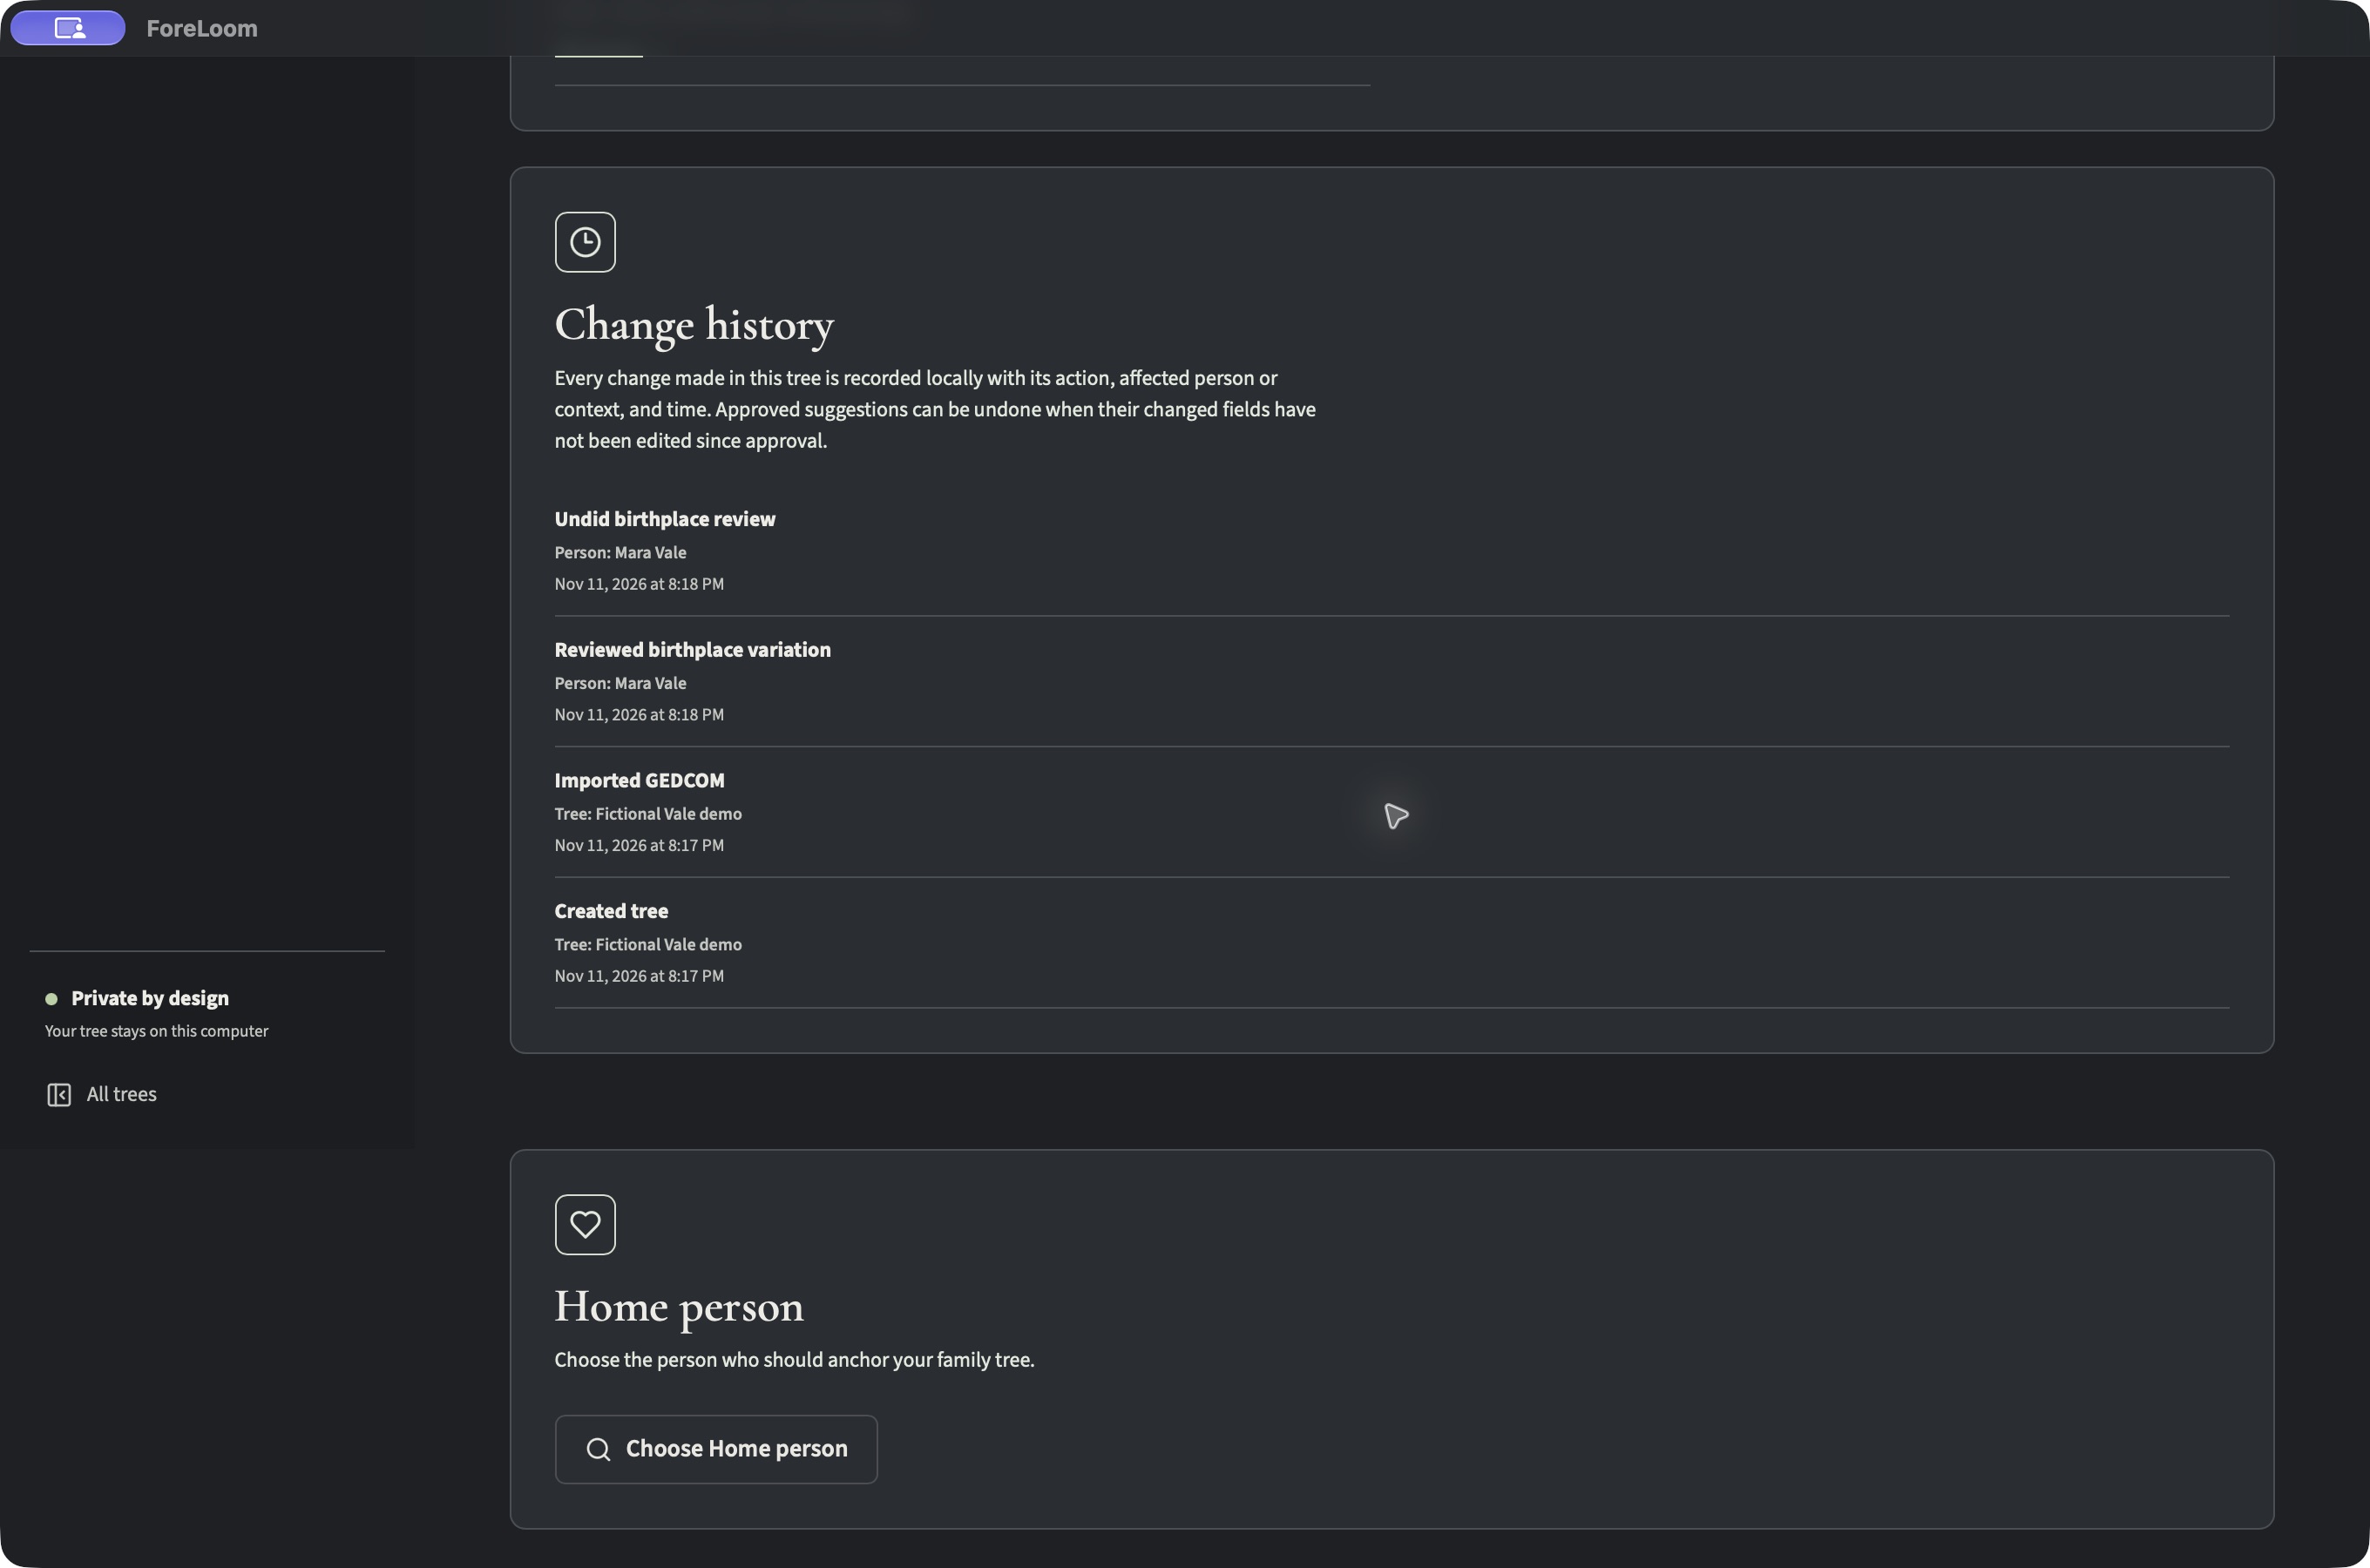 ForeLoom
Change history
Every change made in this tree is recorded locally with its action, affected person or
context, and time. Approved suggestions can be undone when their changed fields have
not been edited since approval.
Undid birthplace review
Person: Mara Vale
Nov 11, 2026 at 8:18 PM
Reviewed birthplace variation
Person: Mara Vale
Nov 11, 2026 at 8:18 PM
Imported GEDCOM
Tree: Fictional Vale demo
Nov 11, 2026 at 8:17 PM
Created tree
Tree: Fictional Vale demo
Nov 11, 2026 at 8:17 PM
Private by design
Your tree stays on this computer
All trees
Home person
Choose the person who should anchor your family tree.
Choose Home person